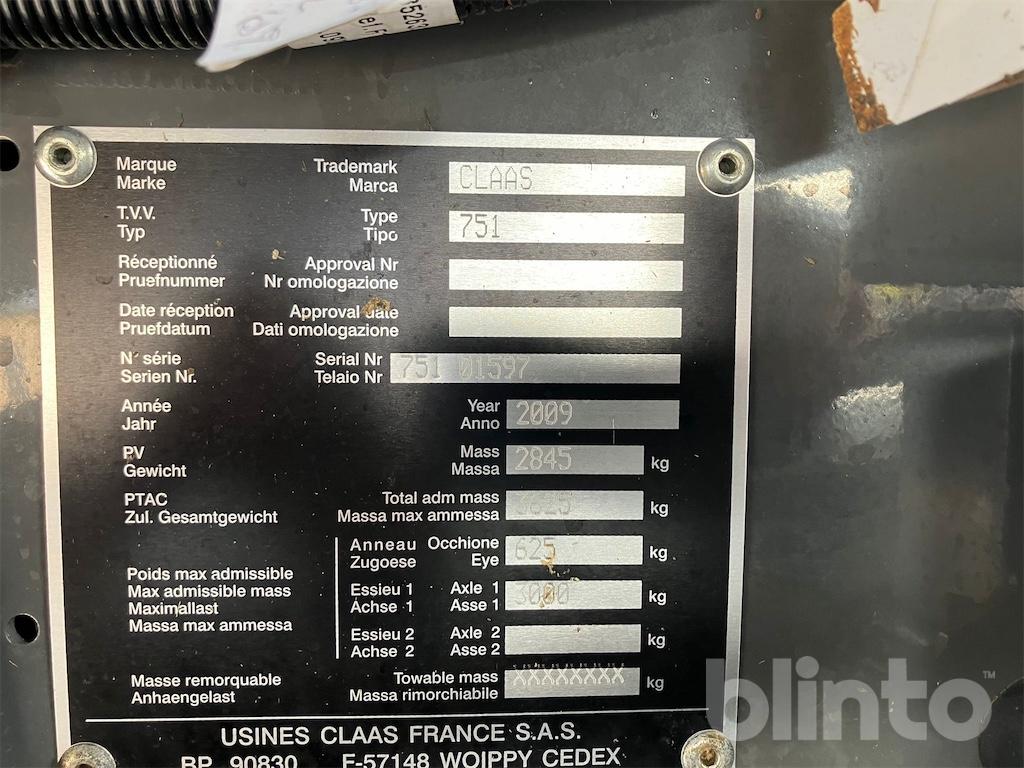 Marque Trademark CLAAS
Marke Marca
T.V.V. Type 751
Typ Tipo
Réceptionné Approval Nr
Pruefnummer Nr omologazione
Date réception Approval date
Pruefdatum Dati omologazione
N° série Serial Nr 751 01597
Serien Nr. Telaio Nr
Année Year 2009
Jahr Anno
PV Mass 2845 kg
Gewicht Massa
PTAC Total adm mass 3625 kg
Zul. Gesamtgewicht Massa max ammessa
Anneau Occhione 625 kg
Zugoese Eye
Poids max admissible
Max admissible mass
Maximallast
Massa max ammessa
Essieu 1 Axle 1 3000 kg
Achse 1 Asse 1
Essieu 2 Axle 2 kg
Achse 2 Asse 2
Masse remorquable Towable mass XXXXXXX kg
Anhaengelast Massa rimorchiabile
USINES CLAAS FRANCE S.A.S.
BP 90830 F-57148 WOIPPY CEDEX
blinto™